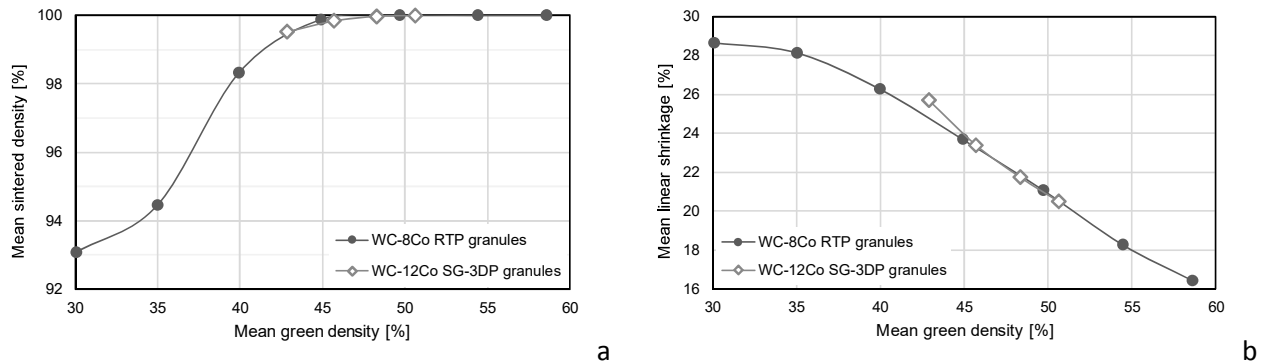 100
98
96
94
92
Mean sintered density [%]
WC-8Co RTP granules
WC-12Co SG-3DP granules
30 35 40 45 50 55 60
Mean green density [%]
a
30
28
26
24
22
20
18
16
Mean linear shrinkage [%]
WC-8Co RTP granules
WC-12Co SG-3DP granules
30 35 40 45 50 55 60
Mean green density [%]
b